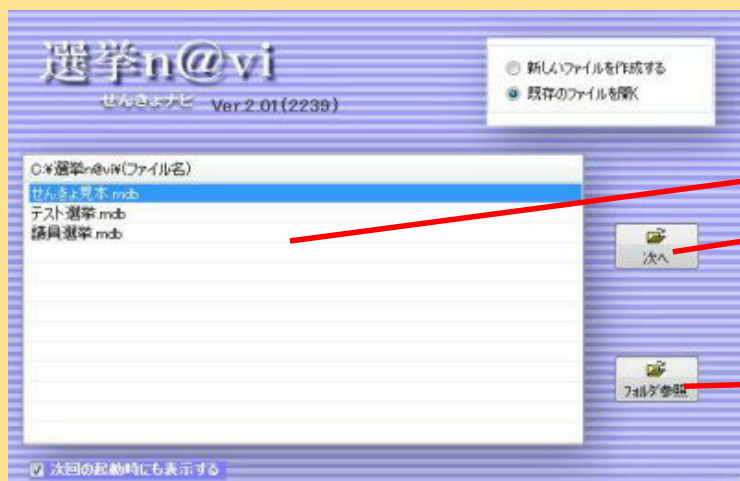 選挙n@vi
せんきょナビ Ver.2.01(2239)
新しいファイルを作成する
既存のファイルを開く
C:¥選挙n@vi¥(ファイル名)
せんきょ見本.mdb
テスト選挙.mdb
議員選挙.mdb
次へ
フォルダ参照
次回の起動時にも表示する